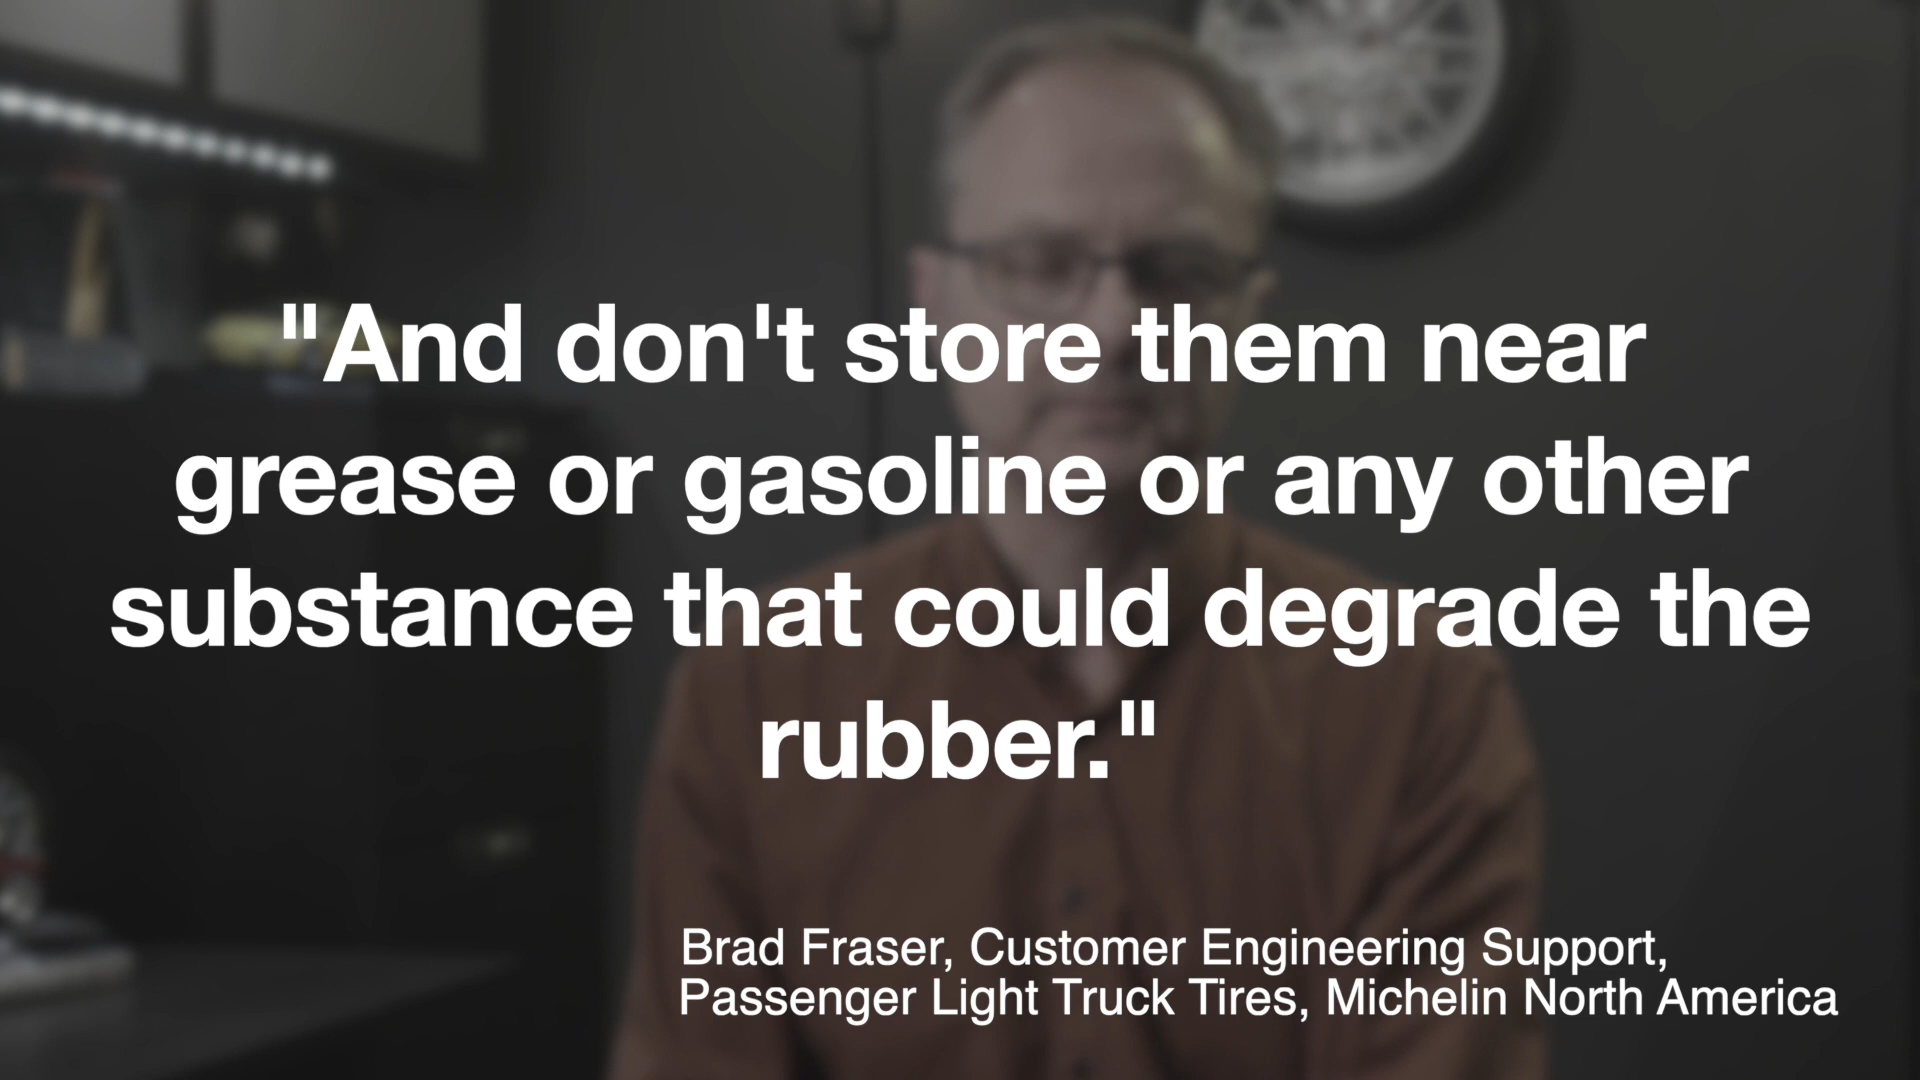 "And don't store them near
grease or gasoline or any other
substance that could degrade the
rubber."
Brad Fraser, Customer Engineering Support,
Passenger Light Truck Tires, Michelin North America